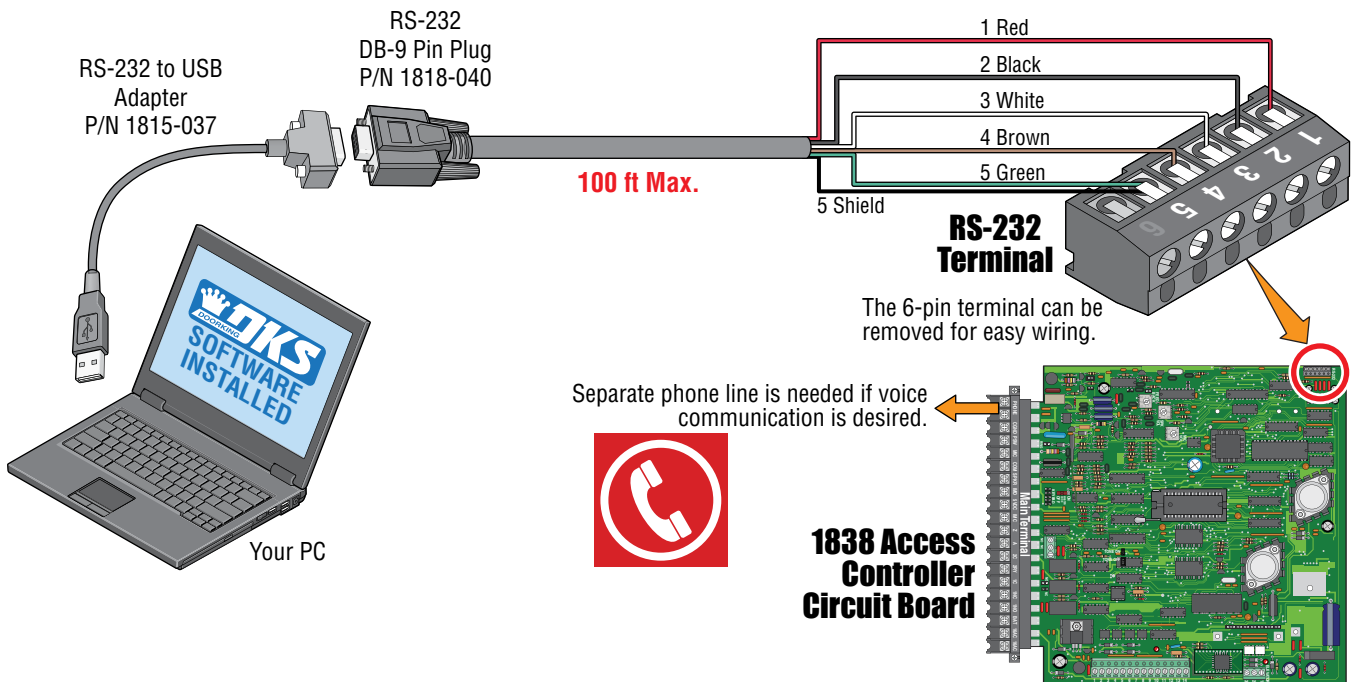 RS-232 to USB
Adapter
P/N 1815-037
RS-232
DB-9 Pin Plug
P/N 1818-040
1 Red
2 Black
3 White
4 Brown
5 Green
5 Shield
100 ft Max.
1
2
3
4
5
6
RS-232
Terminal
The 6-pin terminal can be
removed for easy wiring.
DKS
DOORKING
SOFTWARE
INSTALLED
Your PC
Separate phone line is needed if voice
communication is desired.
Main Terminal
1838 Access
Controller
Circuit Board